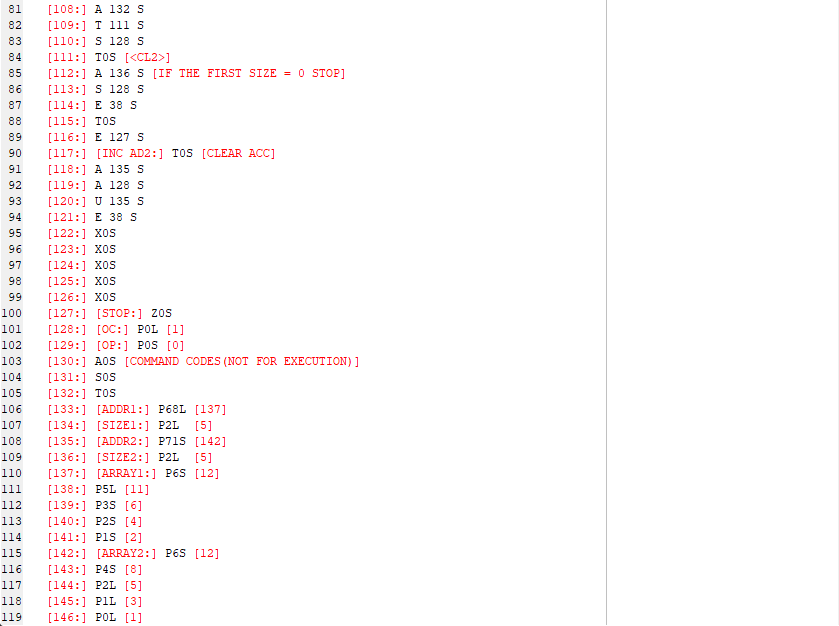 81 [108:] A 132 S
82 [109:] T 111 S
83 [110:] S 128 S
84 [111:] T0S [<CL2>]
85 [112:] A 136 S [IF THE FIRST SIZE = 0 STOP]
86 [113:] S 128 S
87 [114:] E 38 S
88 [115:] T0S
89 [116:] E 127 S
90 [117:] [INC AD2:] T0S [CLEAR ACC]
91 [118:] A 135 S
92 [119:] A 128 S
93 [120:] U 135 S
94 [121:] E 38 S
95 [122:] X0S
96 [123:] X0S
97 [124:] X0S
98 [125:] X0S
99 [126:] X0S
100 [127:] [STOP:] Z0S
101 [128:] [OC:] P0L [1]
102 [129:] [OP:] P0S [0]
103 [130:] A0S [COMMAND CODES(NOT FOR EXECUTION)]
104 [131:] S0S
105 [132:] T0S
106 [133:] [ADDR1:] P68L [137]
107 [134:] [SIZE1:] P2L  [5]
108 [135:] [ADDR2:] P71S [142]
109 [136:] [SIZE2:] P2L  [5]
110 [137:] [ARRAY1:] P6S [12]
111 [138:] P5L [11]
112 [139:] P3S [6]
113 [140:] P2S [4]
114 [141:] P1S [2]
115 [142:] [ARRAY2:] P6S [12]
116 [143:] P4S [8]
117 [144:] P2L [5]
118 [145:] P1L [3]
119 [146:] P0L [1]